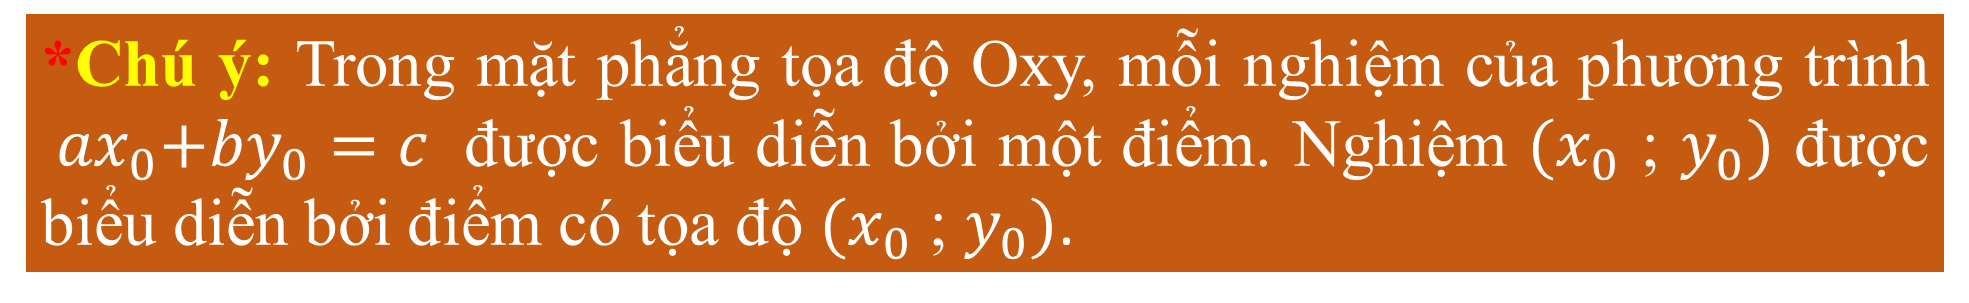 *Chú ý: Trong mặt phẳng tọa độ Oxy, mỗi nghiệm của phương trình
ax₀+by₀ = c được biểu diễn bởi một điểm. Nghiệm (x₀ ; y₀) được
biểu diễn bởi điểm có tọa độ (x₀ ; y₀).